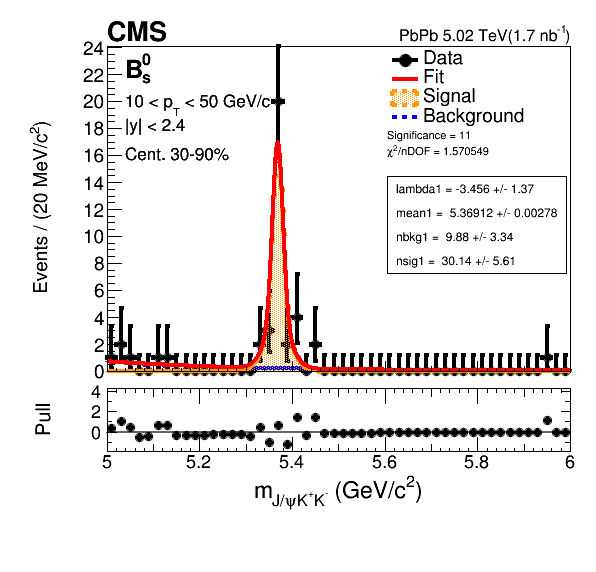 CMS
PbPb 5.02 TeV(1.7 nb⁻¹)
B⁰ₛ
10 < p_T < 50 GeV/c
|y| < 2.4
Cent. 30-90%
Data
Fit
Signal
Background
Significance = 11
χ²/nDOF = 1.570549
lambda1 = -3.456 +/- 1.37
mean1 = 5.36912 +/- 0.00278
nbkg1 = 9.88 +/- 3.34
nsig1 = 30.14 +/- 5.61
Events / (20 MeV/c²)
24
22
20
18
16
14
12
10
8
6
4
2
0
Pull
4
2
0
5 5.2 5.4 5.6 5.8 6
m_J/ψK⁺K⁻ (GeV/c²)